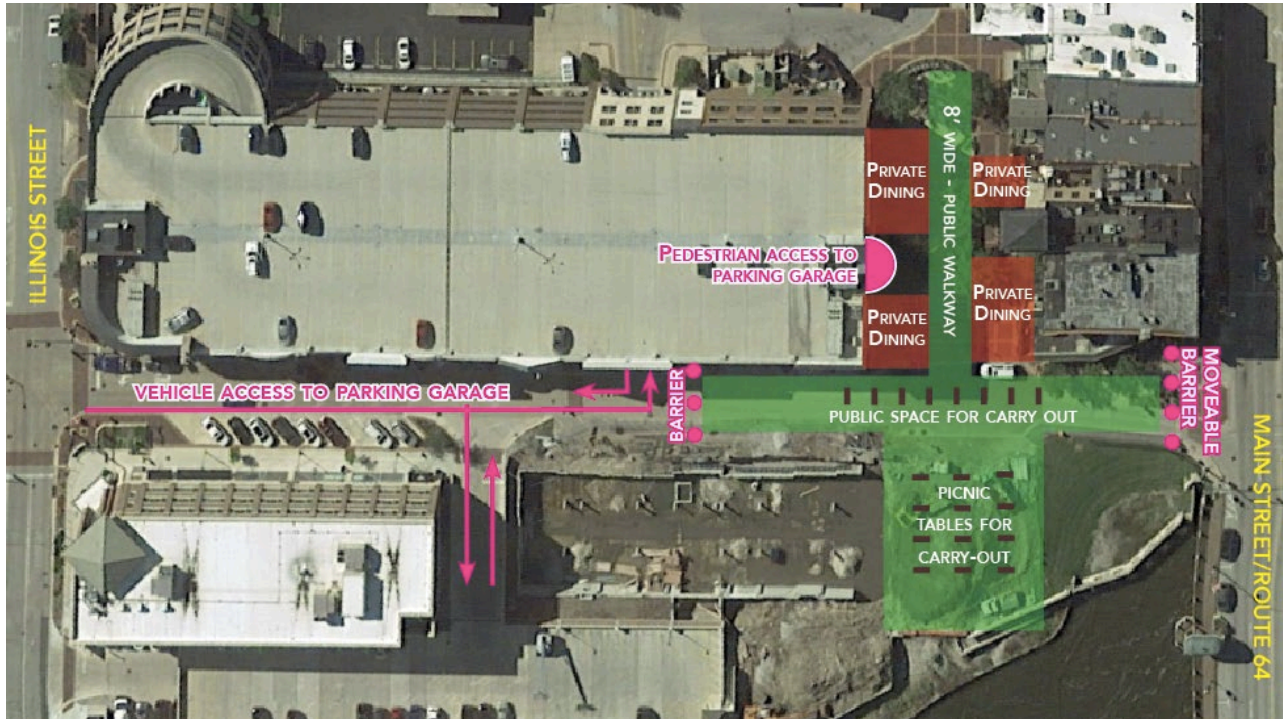 ILLINOIS STREET
8' WIDE - PUBLIC WALKWAY
PRIVATE
DINING
PRIVATE
DINING
PEDESTRIAN ACCESS TO
PARKING GARAGE
PRIVATE
DINING
PRIVATE
DINING
VEHICLE ACCESS TO PARKING GARAGE
BARRIER
PUBLIC SPACE FOR CARRY OUT
MOVEABLE
BARRIER
PICNIC
TABLES FOR
CARRY-OUT
MAIN STREET/ROUTE 64